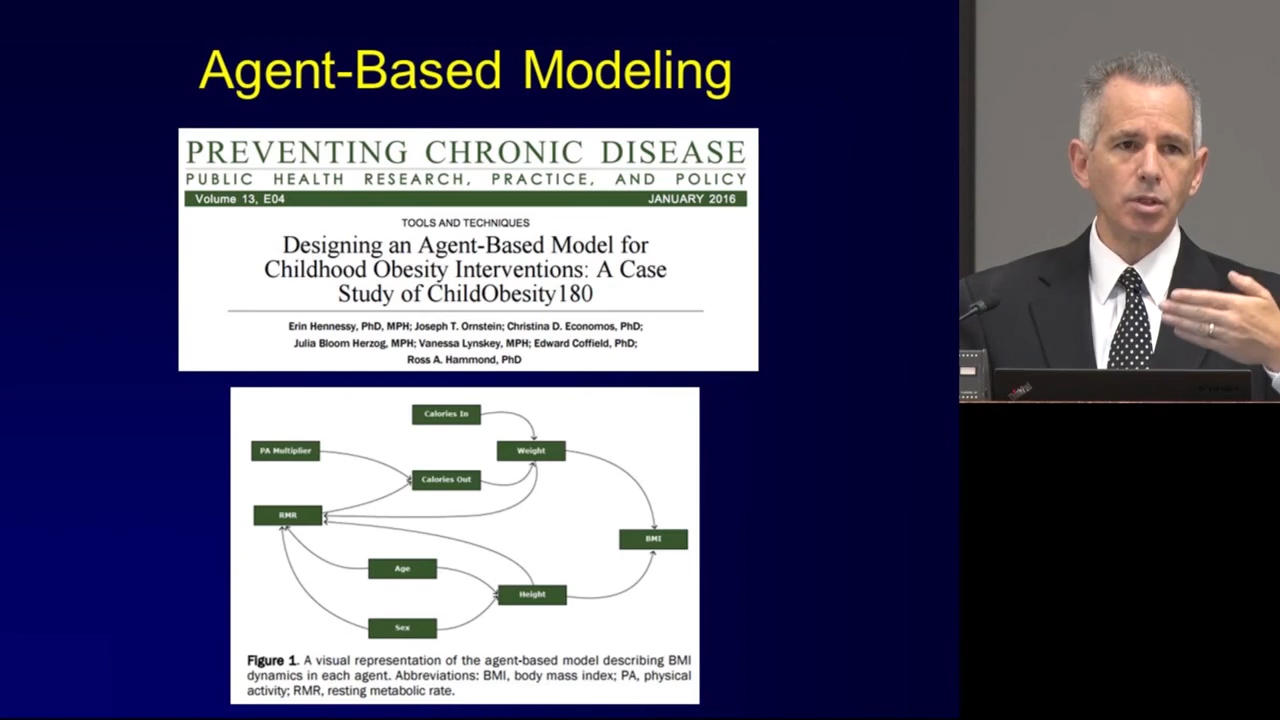 Agent-Based Modeling
PREVENTING CHRONIC DISEASE
PUBLIC HEALTH RESEARCH, PRACTICE, AND POLICY
Volume 13, E04 JANUARY 2016
TOOLS AND TECHNIQUES
Designing an Agent-Based Model for
Childhood Obesity Interventions: A Case
Study of ChildObesity180
Erin Hennessy, PhD, MPH; Joseph T. Ornstein; Christina D. Economos, PhD;
Julia Bloom Herzog, MPH; Vanessa Lynskey, MPH; Edward Coffield, PhD;
Ross A. Hammond, PhD
Calories In
PA Multiplier
Weight
Calories Out
RMR
BMI
Age
Height
Sex
Figure 1. A visual representation of the agent-based model describing BMI
dynamics in each agent. Abbreviations: BMI, body mass index; PA, physical
activity; RMR, resting metabolic rate.